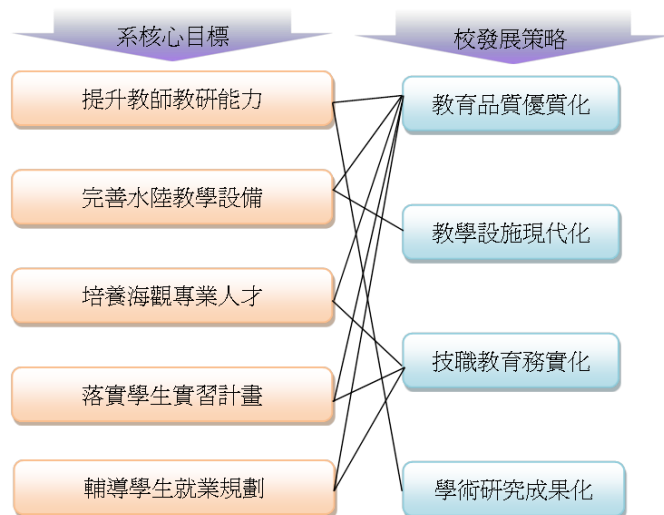 系核心目標
校發展策略
提升教師教研能力
教育品質優質化
完善水陸教學設備
教學設施現代化
培養海觀專業人才
技職教育務實化
落實學生實習計畫
輔導學生就業規劃
學術研究成果化